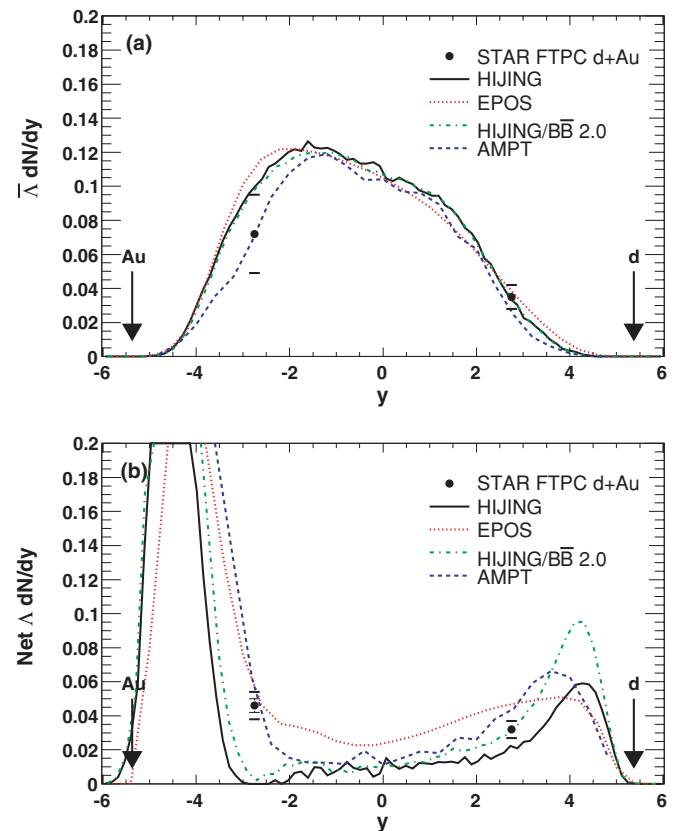 0.2
(a)
0.18
0.16
0.14
0.12
0.1
0.08
0.06
0.04
0.02
0
Λ̅ dN/dy
STAR FTPC d+Au
HIJING
EPOS
HIJING/BB̅ 2.0
AMPT
Au
d
-6 -4 -2 0 2 4 6
y
0.2
(b)
0.18
0.16
0.14
0.12
0.1
0.08
0.06
0.04
0.02
0
Net Λ dN/dy
STAR FTPC d+Au
HIJING
EPOS
HIJING/BB̅ 2.0
AMPT
Au
d
-6 -4 -2 0 2 4 6
y